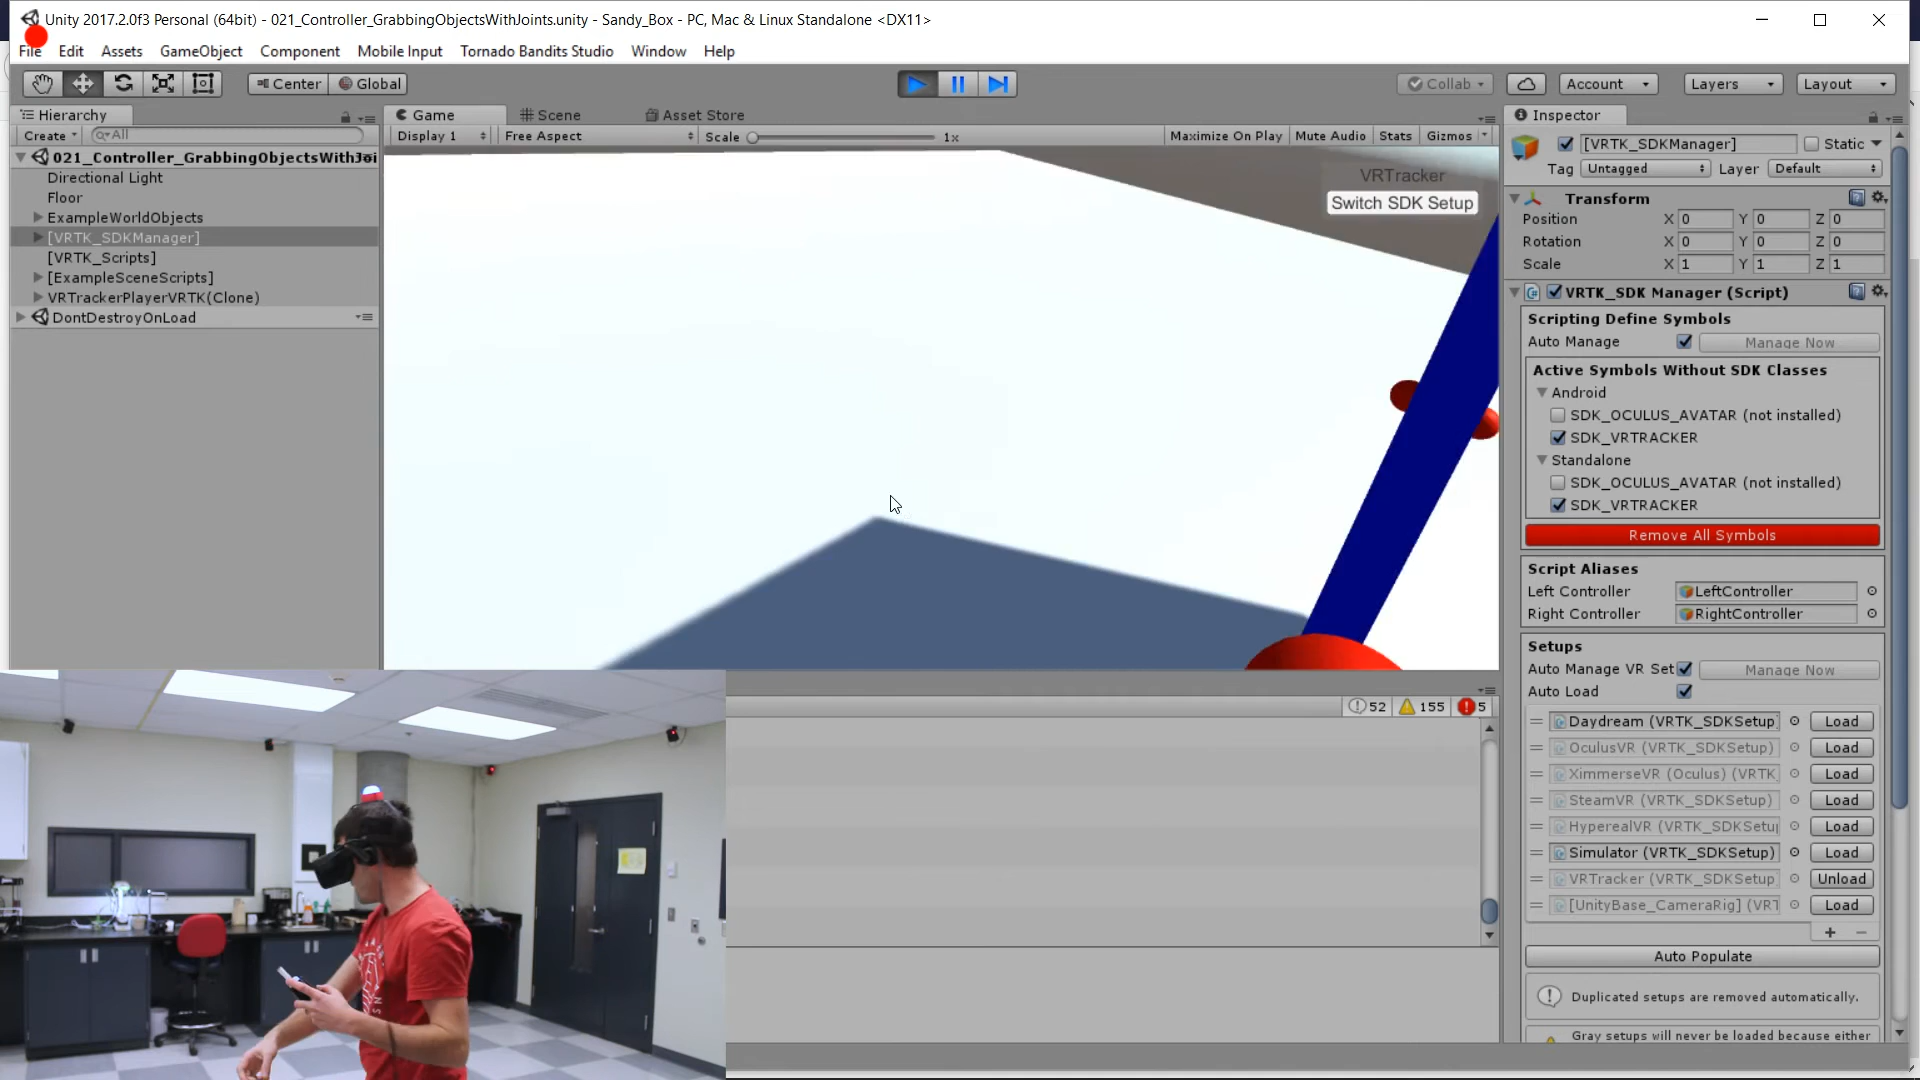 Unity 2017.2.0f3 Personal (64bit) - 021_Controller_GrabbingObjectsWithJoints.unity - Sandy_Box - PC, Mac & Linux Standalone <DX11>
File Edit Assets GameObject Component Mobile Input Tornado Bandits Studio Window Help
Center Global Collab Account Layers Layout
Hierarchy
Create All
021_Controller_GrabbingObjectsWithJoi
Directional Light
Floor
ExampleWorldObjects
[VRTK_SDKManager]
[VRTK_Scripts]
[ExampleSceneScripts]
VRTrackerPlayerVRTK(Clone)
DontDestroyOnLoad
Game Scene Asset Store
Display 1 Free Aspect Scale 1x Maximize On Play Mute Audio Stats Gizmos
VRTracker
Switch SDK Setup
52 155 5
Inspector
[VRTK_SDKManager] Static
Tag Untagged Layer Default
Transform
Position X 0 Y 0 Z 0
Rotation X 0 Y 0 Z 0
Scale X 1 Y 1 Z 1
VRTK_SDK Manager (Script)
Scripting Define Symbols
Auto Manage Manage Now
Active Symbols Without SDK Classes
Android
SDK_OCULUS_AVATAR (not installed)
SDK_VRTRACKER
Standalone
SDK_OCULUS_AVATAR (not installed)
SDK_VRTRACKER
Remove All Symbols
Script Aliases
Left Controller LeftController
Right Controller RightController
Setups
Auto Manage VR Set Manage Now
Auto Load
Daydream (VRTK_SDKSetup) Load
OculusVR (VRTK_SDKSetup) Load
XimmerseVR (Oculus) (VRTK_ Load
SteamVR (VRTK_SDKSetup) Load
HyperealVR (VRTK_SDKSetu Load
Simulator (VRTK_SDKSetup) Load
VRTracker (VRTK_SDKSetup Unload
[UnityBase_CameraRig] (VRT Load
+ −
Auto Populate
Duplicated setups are removed automatically.
Gray setups will never be loaded because either